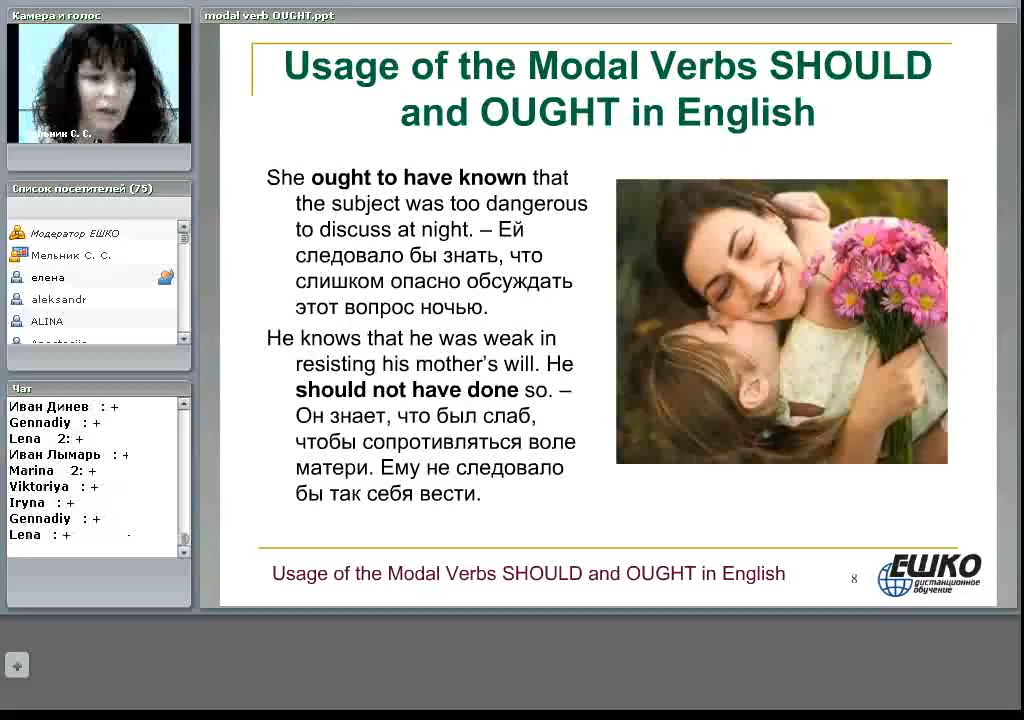 Камера и голос
льник С. С.
Список посетителей (75)
Модератор ЕШКО
Мельник С. С.
елена
aleksandr
ALINA
Чат
Иван Динев : +
Gennadiy : +
Lena 2: +
Иван Лымарь : +
Marina 2: +
Viktoriya : +
Iryna : +
Gennadiy : +
Lena : +
modal verb OUGHT.ppt
Usage of the Modal Verbs SHOULD
and OUGHT in English
She ought to have known that
the subject was too dangerous
to discuss at night. – Ей
следовало бы знать, что
слишком опасно обсуждать
этот вопрос ночью.
He knows that he was weak in
resisting his mother’s will. He
should not have done so. –
Он знает, что был слаб,
чтобы сопротивляться воле
матери. Ему не следовало
бы так себя вести.
Usage of the Modal Verbs SHOULD and OUGHT in English
8
ЕШКО
дистанционное
обучение